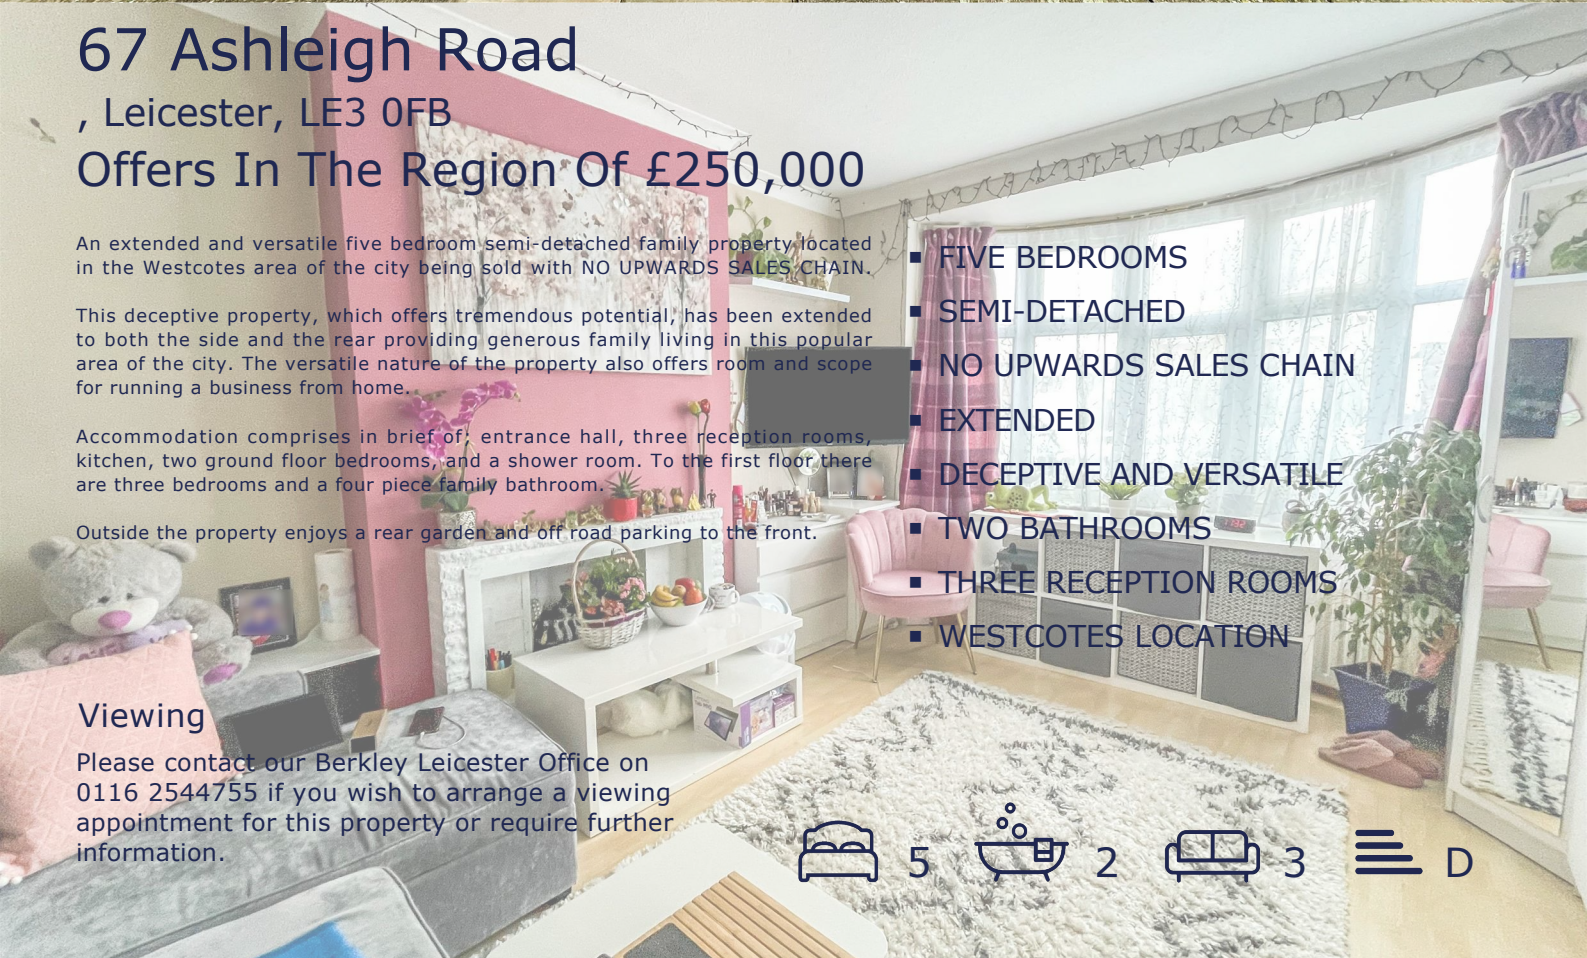 67 Ashleigh Road
, Leicester, LE3 0FB
Offers In The Region Of £250,000
An extended and versatile five bedroom semi-detached family property located
in the Westcotes area of the city being sold with NO UPWARDS SALES CHAIN.
This deceptive property, which offers tremendous potential, has been extended
to both the side and the rear providing generous family living in this popular
area of the city. The versatile nature of the property also offers room and scope
for running a business from home.
Accommodation comprises in brief of; entrance hall, three reception rooms,
kitchen, two ground floor bedrooms, and a shower room. To the first floor there
are three bedrooms and a four piece family bathroom.
Outside the property enjoys a rear garden and off road parking to the front.
▪ FIVE BEDROOMS
▪ SEMI-DETACHED
▪ NO UPWARDS SALES CHAIN
▪ EXTENDED
▪ DECEPTIVE AND VERSATILE
▪ TWO BATHROOMS
▪ THREE RECEPTION ROOMS
▪ WESTCOTES LOCATION
Viewing
Please contact our Berkley Leicester Office on
0116 2544755 if you wish to arrange a viewing
appointment for this property or require further
information.
5 2 3 D